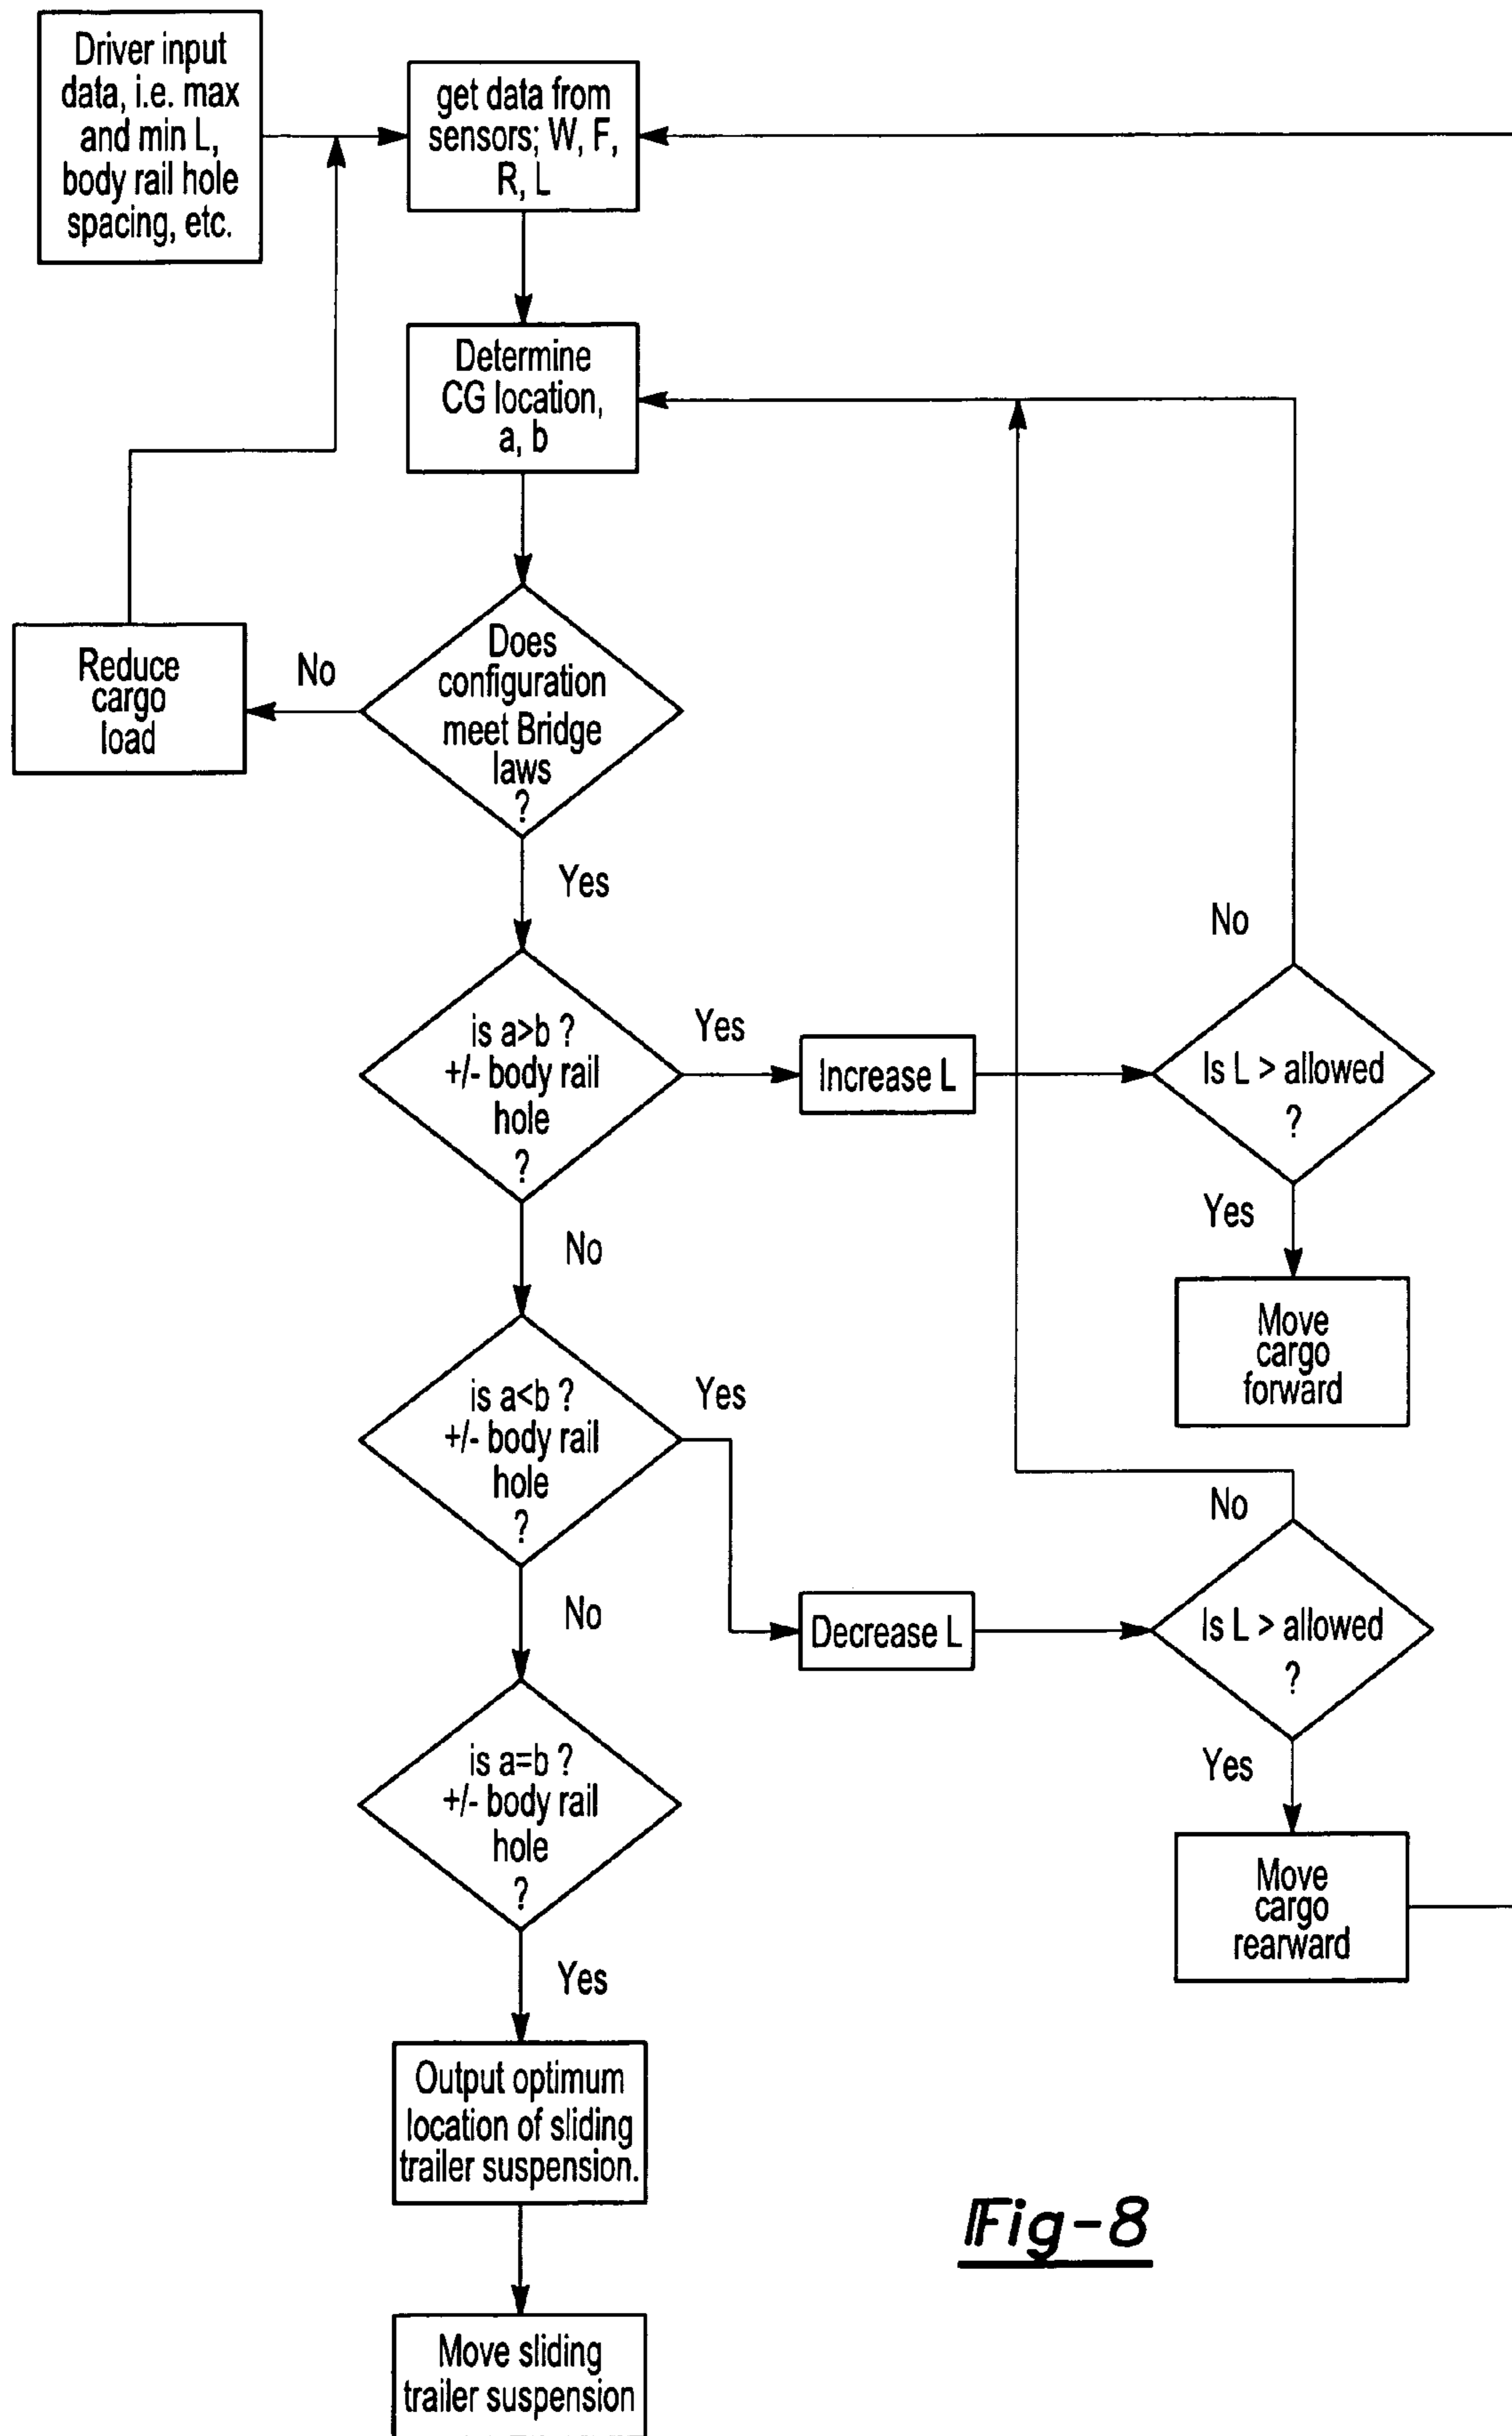 Driver input
data, i.e. max
and min L,
body rail hole
spacing, etc.
get data from
sensors; W, F,
R, L
Determine
CG location,
a, b
Reduce
cargo
load
No
Does
configuration
meet Bridge
laws
?
Yes
is a>b ?
+/- body rail
hole
?
Yes
Increase L
No
Is L > allowed
?
Yes
Move
cargo
forward
No
is a<b ?
+/- body rail
hole
?
Yes
Decrease L
No
Is L > allowed
?
Yes
Move
cargo
rearward
No
is a=b ?
+/- body rail
hole
?
Yes
Output optimum
location of sliding
trailer suspension.
Move sliding
trailer suspension
Fig-8